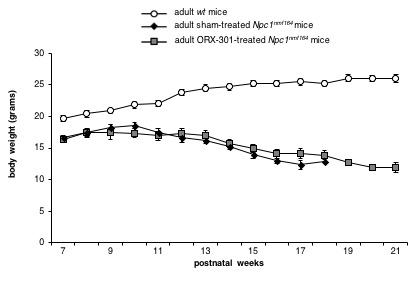 adult wt mice
adult sham-treated Npc1nmf164 mice
adult ORX-301-treated Npc1nmf164 mice
body weight (grams)
30
25
20
15
10
5
0
7 9 11 13 15 17 19 21
postnatal weeks